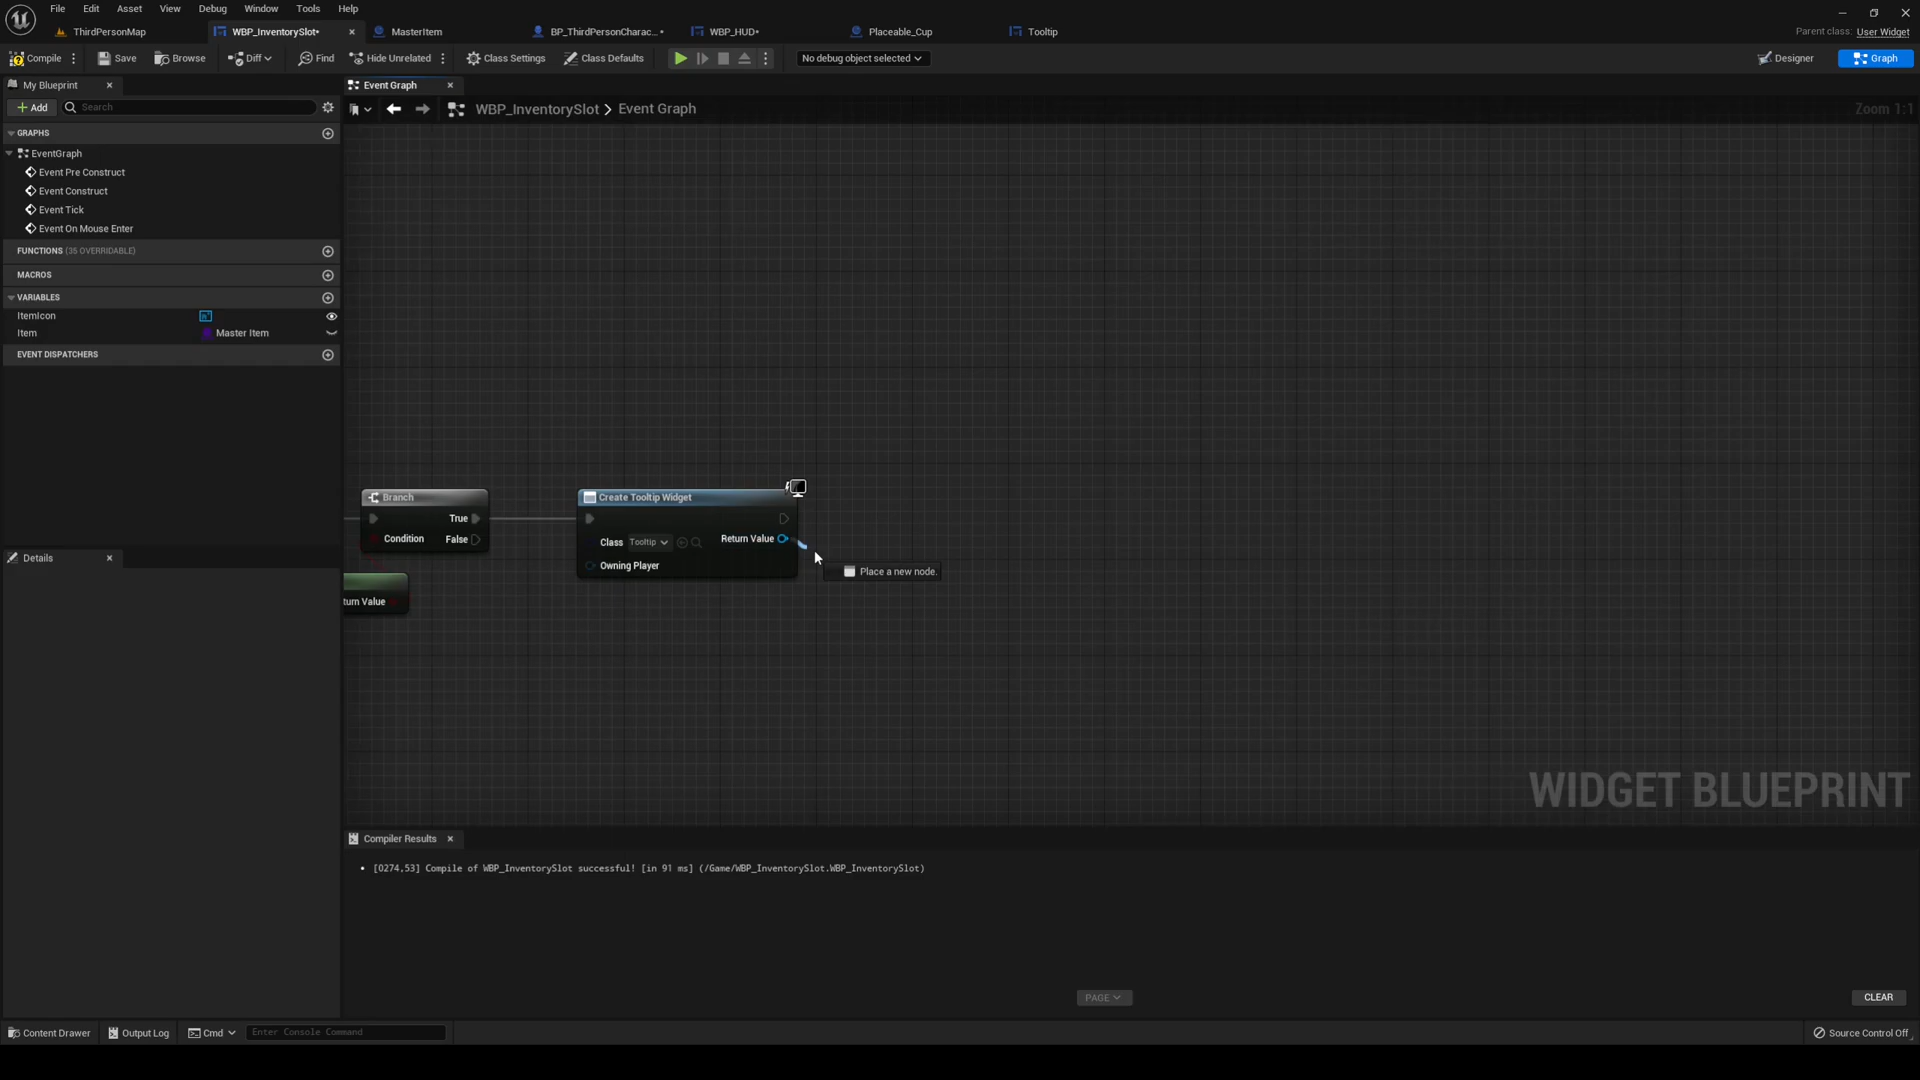 File Edit Asset View Debug Window Tools Help
ThirdPersonMap WBP_InventorySlot• MasterItem BP_ThirdPersonCharac...• WBP_HUD• Placeable_Cup Tooltip Parent class: User Widget
Compile Save Browse Diff Find Hide Unrelated Class Settings Class Defaults No debug object selected Designer Graph
My Blueprint Event Graph
Add Search WBP_InventorySlot > Event Graph Zoom 1:1
GRAPHS
EventGraph
Event Pre Construct
Event Construct
Event Tick
Event On Mouse Enter
FUNCTIONS (35 OVERRIDABLE)
MACROS
VARIABLES
ItemIcon
Item Master Item
EVENT DISPATCHERS
Branch Create Tooltip Widget
True
Condition False Class Tooltip Return Value
Details Owning Player Place a new node.
turn Value
WIDGET BLUEPRINT
Compiler Results
• [0274,53] Compile of WBP_InventorySlot successful! [in 91 ms] (/Game/WBP_InventorySlot.WBP_InventorySlot)
PAGE CLEAR
Content Drawer Output Log Cmd Enter Console Command Source Control Off